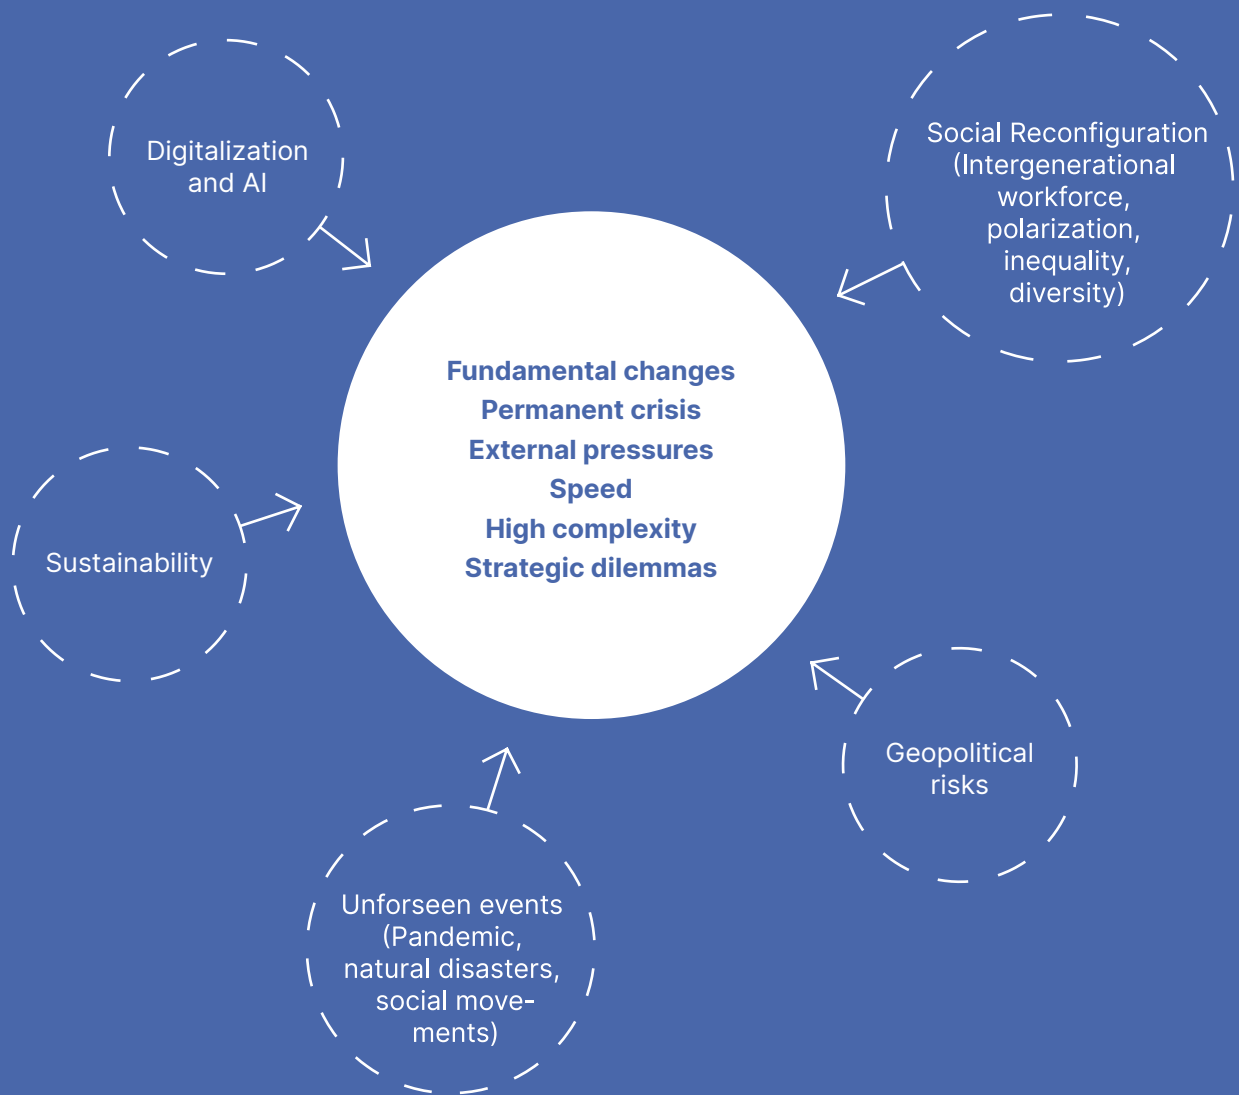 Digitalization
and AI
Social Reconfiguration
(Intergenerational
workforce,
polarization,
inequality,
diversity)
Fundamental changes
Permanent crisis
External pressures
Speed
High complexity
Strategic dilemmas
Sustainability
Geopolitical
risks
Unforseen events
(Pandemic,
natural disasters,
social move-
ments)